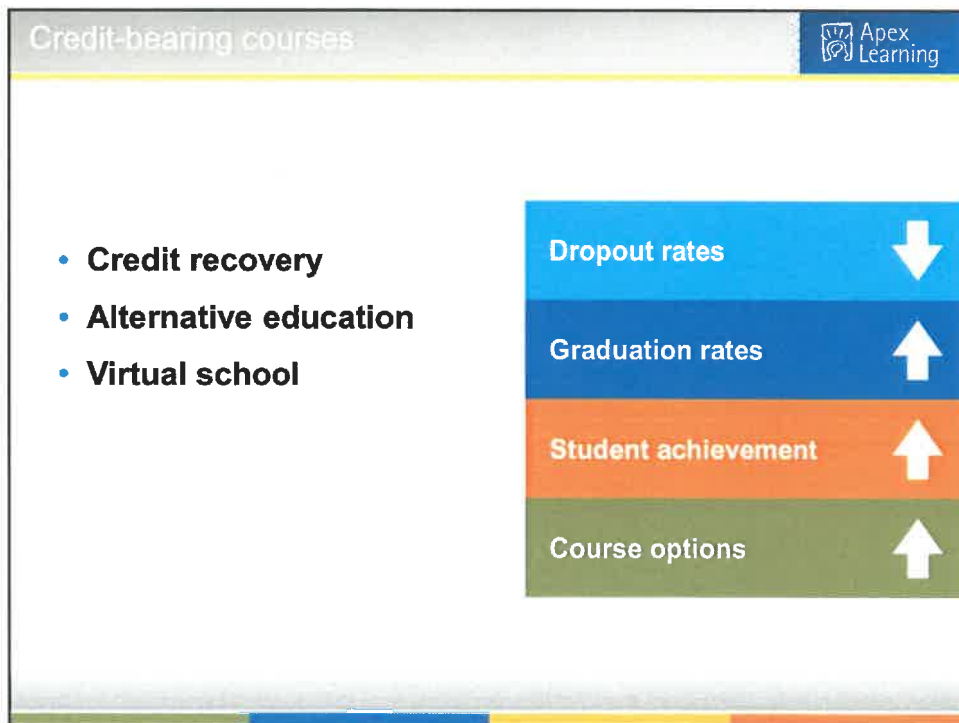 Credit-bearing courses
Apex
Learning
• Credit recovery
• Alternative education
• Virtual school
Dropout rates
Graduation rates
Student achievement
Course options